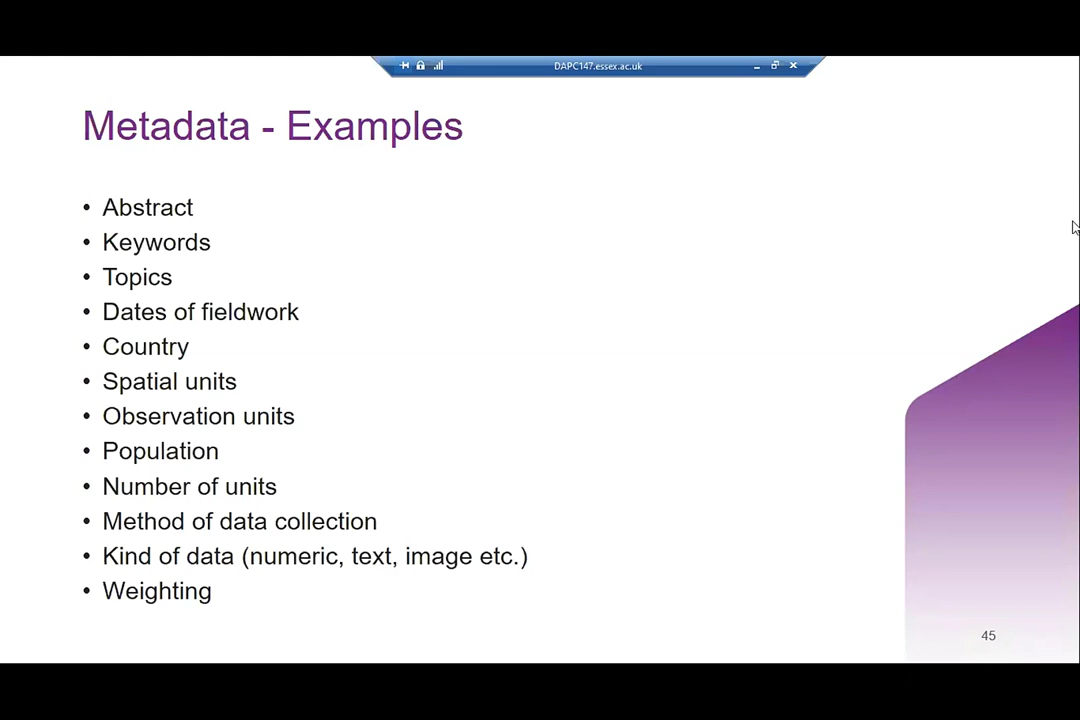 DAPC147.essex.ac.uk
Metadata - Examples
• Abstract
• Keywords
• Topics
• Dates of fieldwork
• Country
• Spatial units
• Observation units
• Population
• Number of units
• Method of data collection
• Kind of data (numeric, text, image etc.)
• Weighting
45